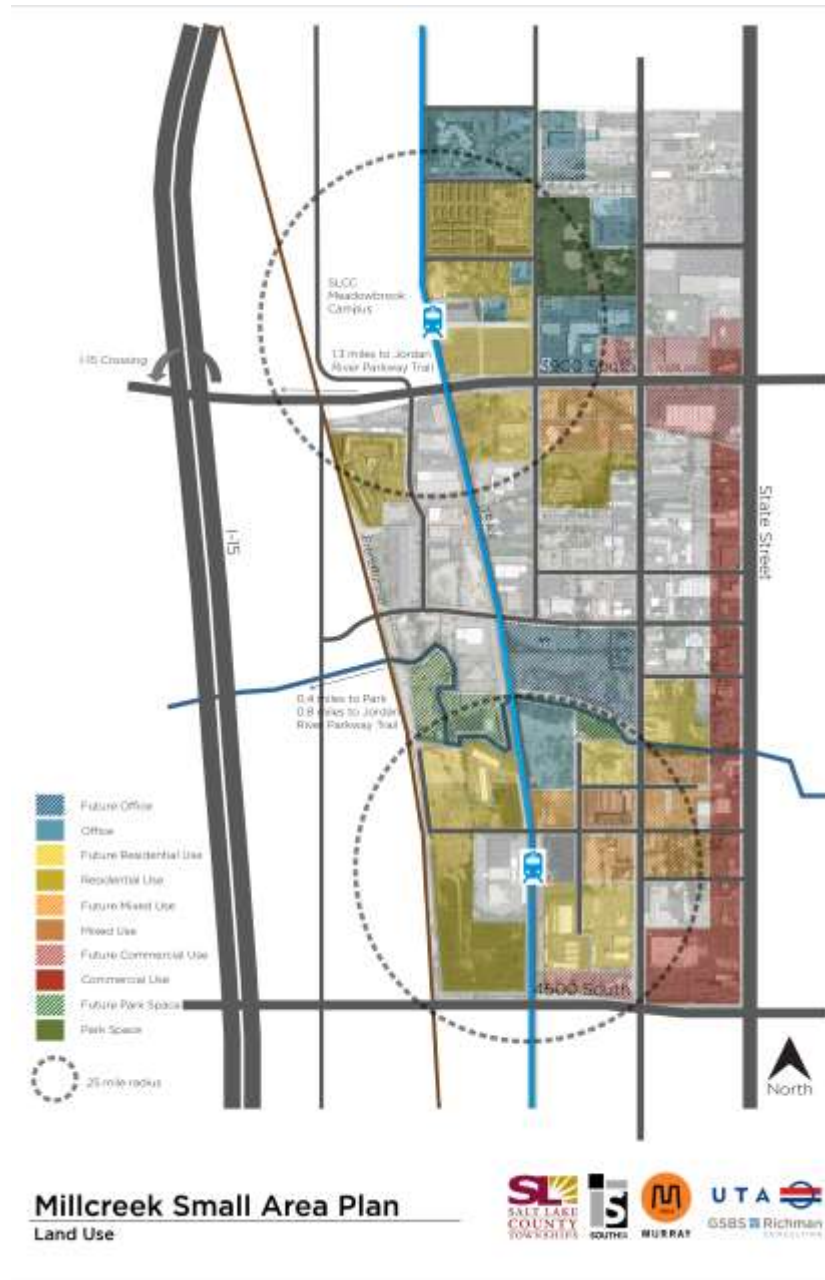 SLCC
Meadowbrook
Campus
I-15 Crossing
1.3 miles to Jordan
River Parkway Trail
3900 South
State Street
I-15
0.4 miles to Park
0.8 miles to Jordan
River Parkway Trail
Future Office
Office
Future Residential Use
Residential Use
Future Mixed Use
Mixed Use
Future Commercial Use
Commercial Use
Future Park Space
Park Space
.25 mile radius
4500 South
North
Millcreek Small Area Plan
Land Use
SL
SALT LAKE
COUNTY
TOWNSHIPS
MURRAY
UTA
GSBS Richman
CONSULTING